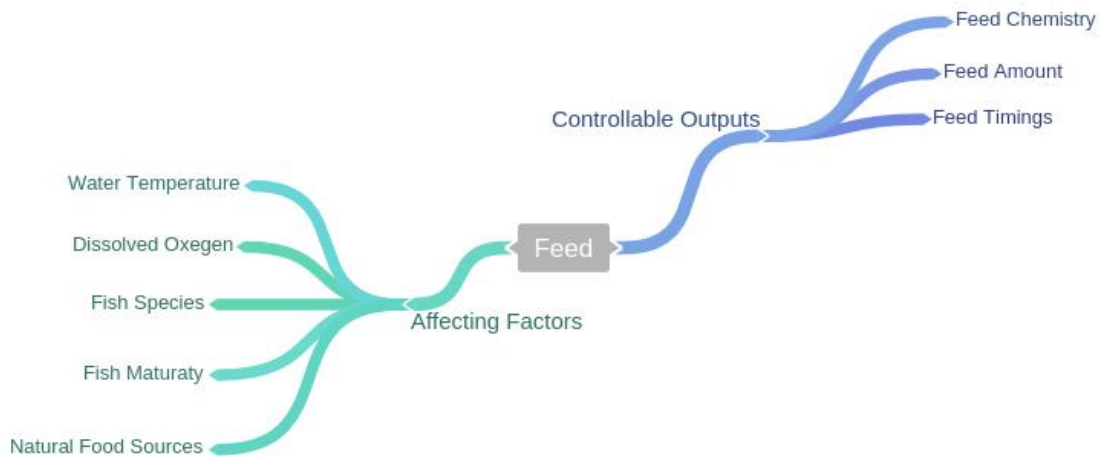 Feed Chemistry
Feed Amount
Controllable Outputs
Feed Timings
Water Temperature
Dissolved Oxegen
Feed
Fish Species
Affecting Factors
Fish Maturaty
Natural Food Sources